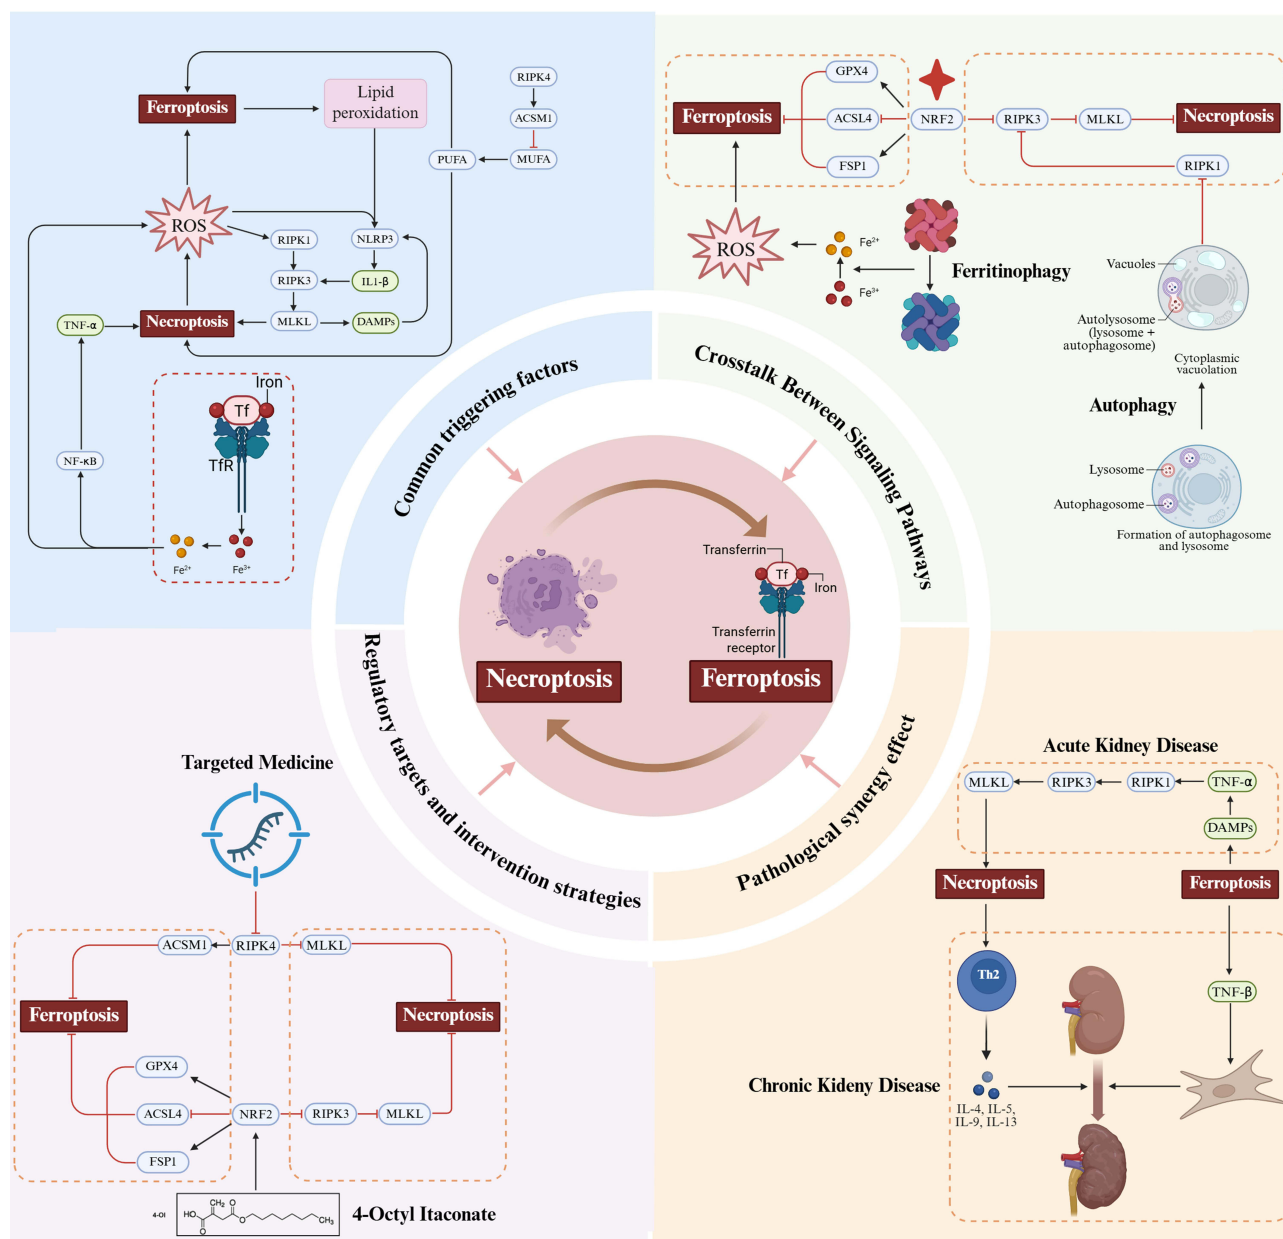 RIPK4
Lipid
peroxidation
Ferroptosis
ACSM1
PUFA
MUFA
ROS
RIPK1
NLRP3
RIPK3
IL1-β
TNF-α
Necroptosis
MLKL
DAMPs
Iron
Tf
TfR
NF-κB
Fe2+
Fe3+
GPX4
Ferroptosis
ACSL4
NRF2
RIPK3
MLKL
Necroptosis
FSP1
RIPK1
ROS
Fe2+
Fe3+
Ferritinophagy
Vacuoles
Autolysosome
(lysosome +
autophagosome)
Cytoplasmic
vacuolation
Autophagy
Lysosome
Autophagosome
Formation of autophagosome
and lysosome
Common triggering factors
Crosstalk Between Signaling Pathways
Regulatory targets and intervention strategies
Pathological synergy effect
Transferrin
Tf
Iron
Transferrin
receptor
Necroptosis
Ferroptosis
Targeted Medicine
ACSM1
RIPK4
MLKL
Ferroptosis
Necroptosis
GPX4
ACSL4
NRF2
RIPK3
MLKL
FSP1
4-OI
HO
O
CH2
O
O
CH3
4-Octyl Itaconate
Acute Kidney Disease
MLKL
RIPK3
RIPK1
TNF-α
DAMPs
Necroptosis
Ferroptosis
Th2
TNF-β
Chronic Kideny Disease
IL-4, IL-5,
IL-9, IL-13